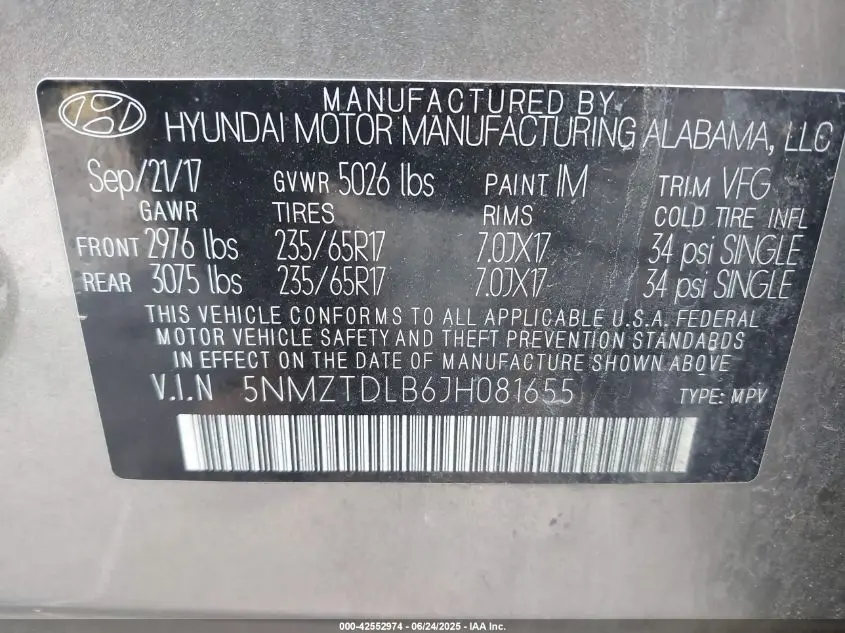 MANUFACTURED BY
HYUNDAI MOTOR MANUFACTURING ALABAMA, LLC
Sep/21/17 GVWR 5026 lbs PAINT IM TRIM VFG
GAWR TIRES RIMS COLD TIRE INFL
FRONT 2976 lbs 235/65R17 7.0JX17 34 psi SINGLE
REAR 3075 lbs 235/65R17 7.0JX17 34 psi SINGLE
THIS VEHICLE CONFORMS TO ALL APPLICABLE U.S.A. FEDERAL
MOTOR VEHICLE SAFETY AND THEFT PREVENTION STANDARDS
IN EFFECT ON THE DATE OF MANUFACTURE SHOWN ABOVE
V.I.N 5NMZTDLB6JH081655 TYPE: MPV
000-42552974 - 06/24/2025 - IAA Inc.